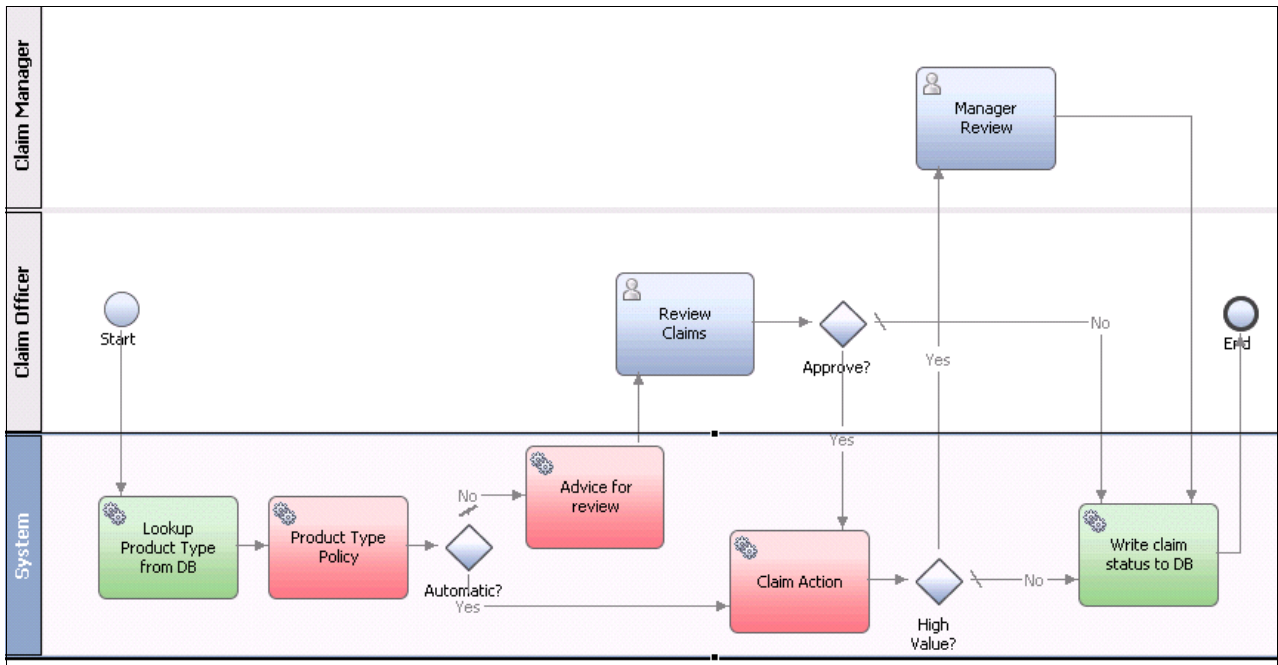 Claim Manager
Manager
Review
Claim Officer
Start
Review
Claims
Approve?
No
Yes
End
System
Yes
Lookup
Product Type
from DB
Product Type
Policy
No
Automatic?
Yes
Advice for
review
Claim Action
High
Value?
No
Write claim
status to DB